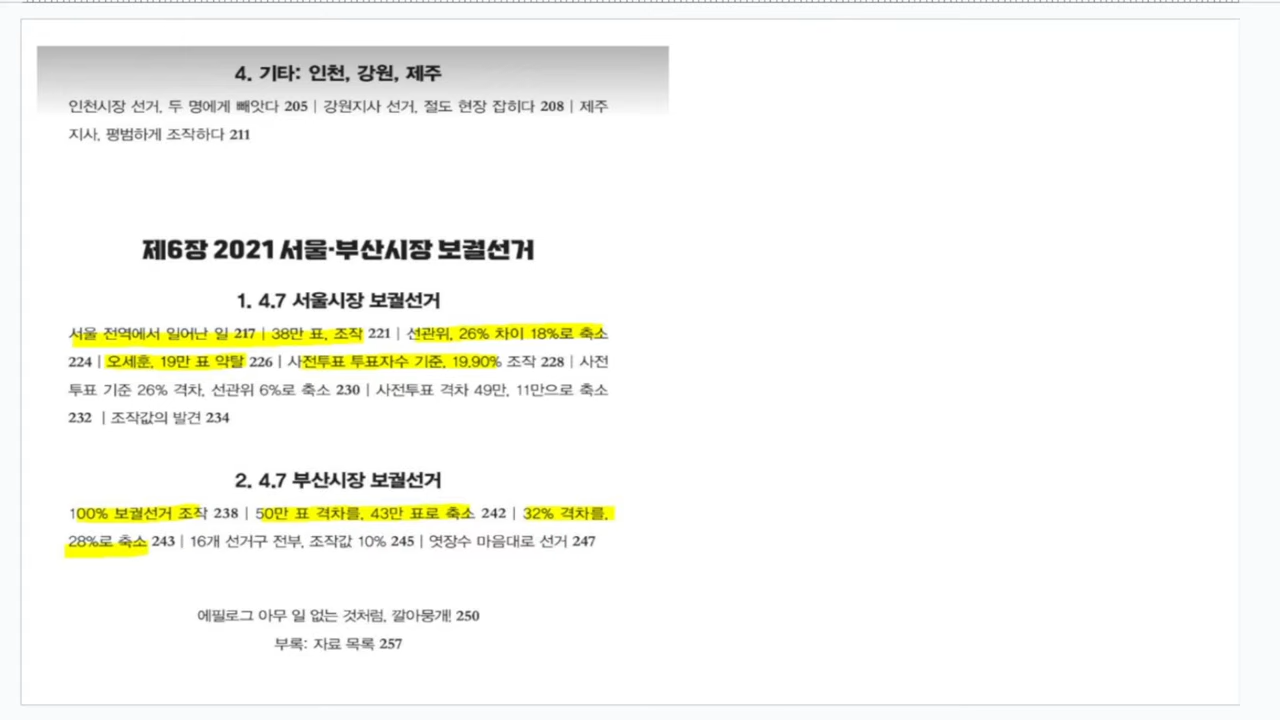 4. 기타: 인천, 강원, 제주
인천시장 선거, 두 명에게 빼앗다 205 | 강원지사 선거, 절도 현장 잡히다 208 | 제주
지사, 평범하게 조작하다 211
제6장 2021 서울·부산시장 보궐선거
1. 4.7 서울시장 보궐선거
서울 전역에서 일어난 일 217 | 38만 표, 조작 221 | 선관위, 26% 차이 18%로 축소
224 | 오세훈, 19만 표 약탈 226 | 사전투표 투표자수 기준, 19.90% 조작 228 | 사전
투표 기준 26% 격차, 선관위 6%로 축소 230 | 사전투표 격차 49만, 11만으로 축소
232 | 조작값의 발견 234
2. 4.7 부산시장 보궐선거
100% 보궐선거 조작 238 | 50만 표 격차를, 43만 표로 축소 242 | 32% 격차를,
28%로 축소 243 | 16개 선거구 전부, 조작값 10% 245 | 엿장수 마음대로 선거 247
에필로그 아무 일 없는 것처럼, 깔아뭉개! 250
부록: 자료 목록 257